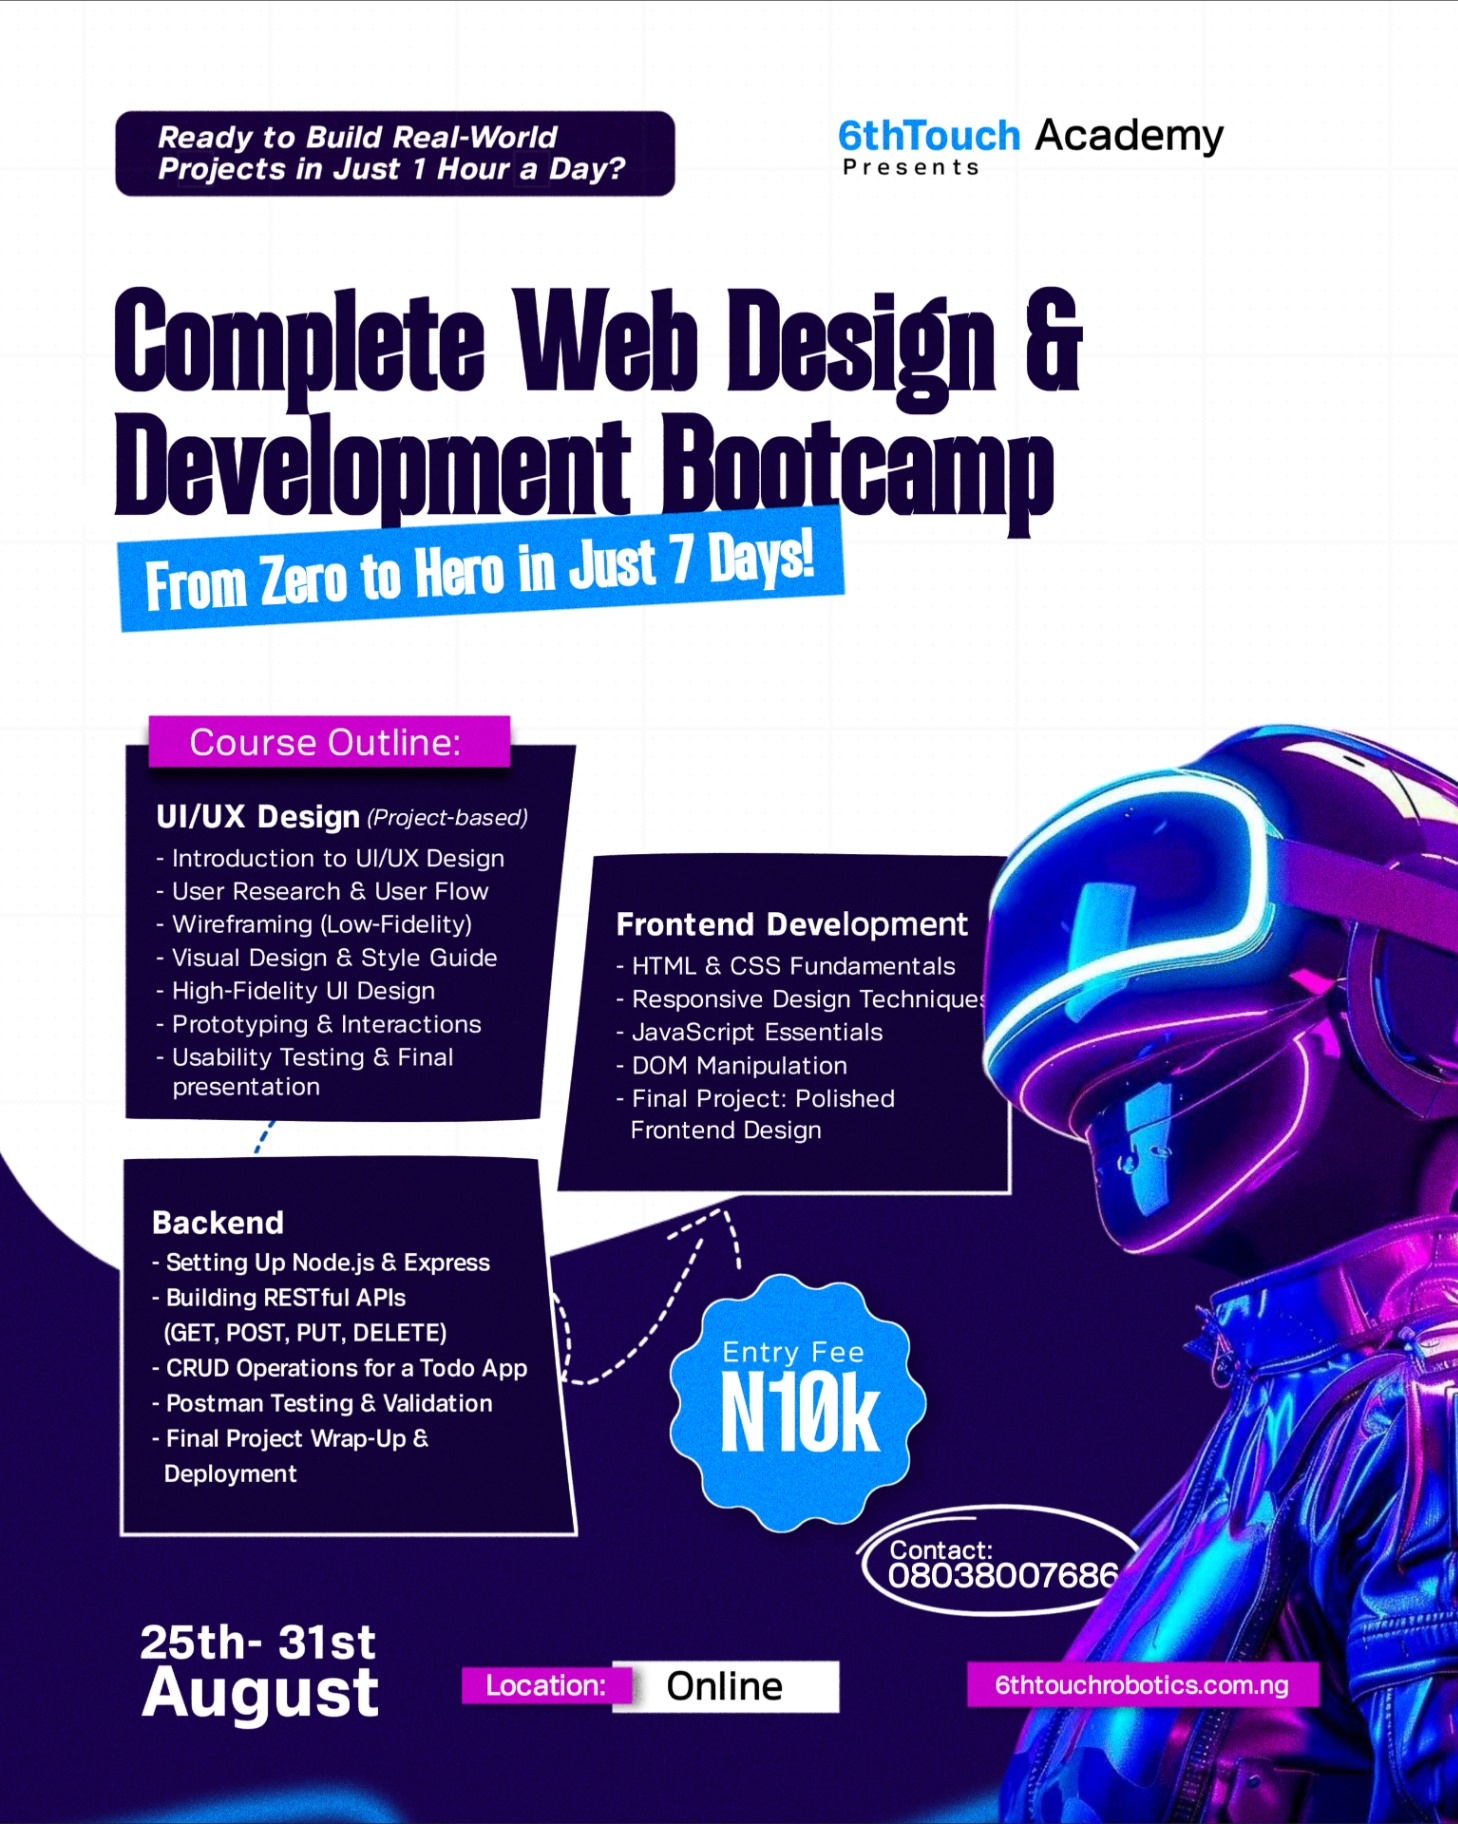 Ready to Build Real-World
Projects in Just 1 Hour a Day?
6thTouch Academy
Presents
Complete Web Design &
Development Bootcamp
From Zero to Hero in Just 7 Days!
Course Outline:
UI/UX Design (Project-based)
- Introduction to UI/UX Design
- User Research & User Flow
- Wireframing (Low-Fidelity)
- Visual Design & Style Guide
- High-Fidelity UI Design
- Prototyping & Interactions
- Usability Testing & Final
presentation
Frontend Development
- HTML & CSS Fundamentals
- Responsive Design Techniques
- JavaScript Essentials
- DOM Manipulation
- Final Project: Polished
Frontend Design
Backend
- Setting Up Node.js & Express
- Building RESTful APIs
(GET, POST, PUT, DELETE)
- CRUD Operations for a Todo App
- Postman Testing & Validation
- Final Project Wrap-Up &
Deployment
Entry Fee
N10k
Contact:
08038007686
25th- 31st
August
Location: Online
6thtouchrobotics.com.ng